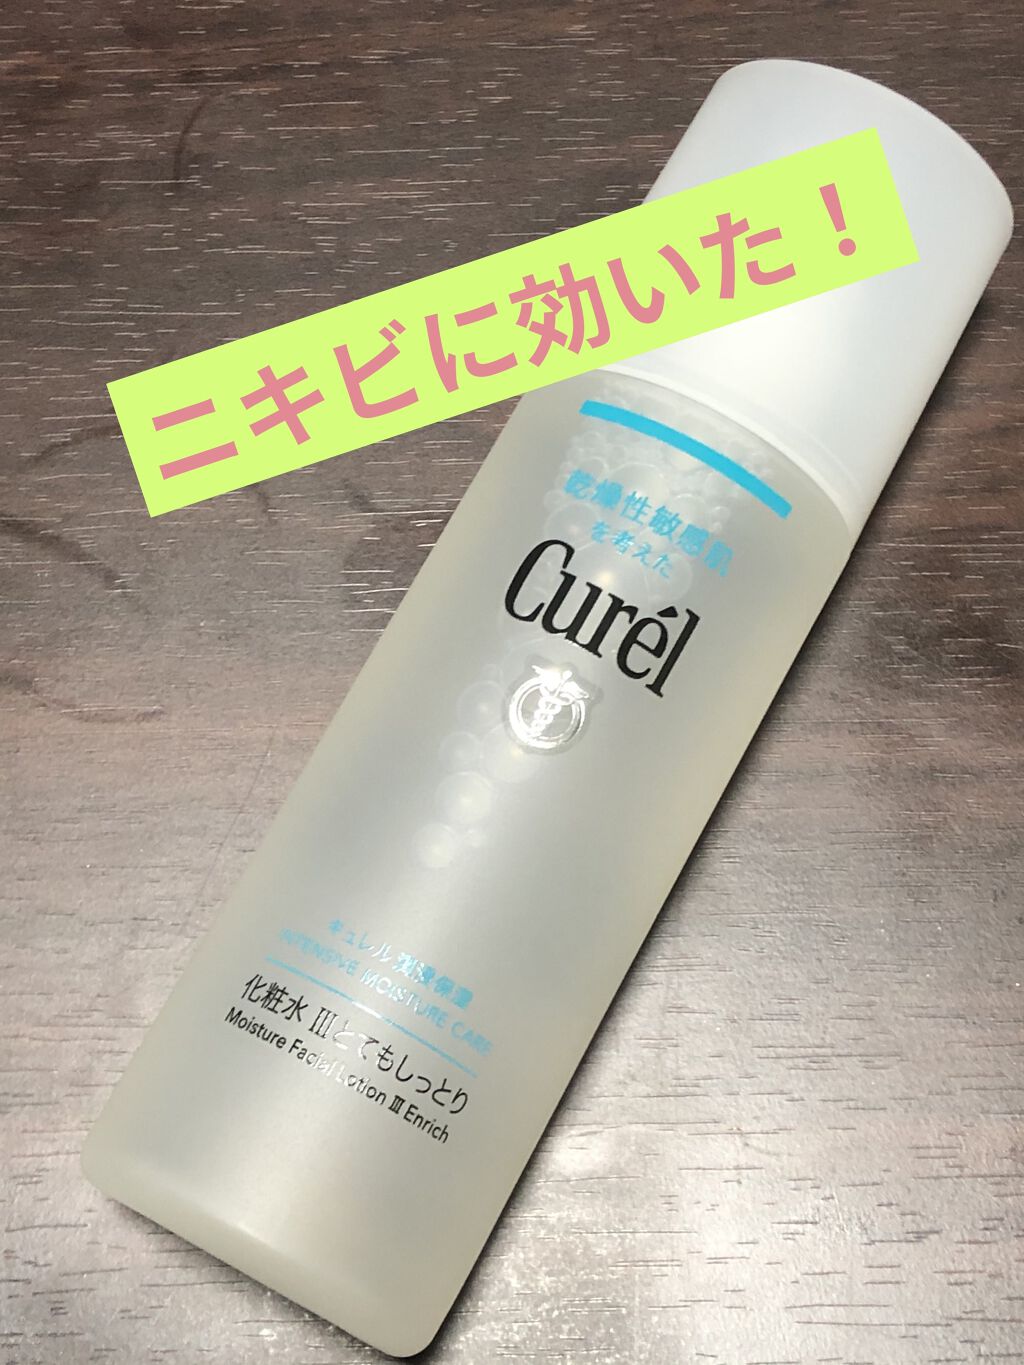 ニキビに効いた！
乾燥性敏感肌
を考えた
Curél
キュレル潤浸保湿
INTENSIVE MOISTURE CARE
化粧水 Ⅲとてもしっとり
Moisture Facial Lotion Ⅲ Enrich